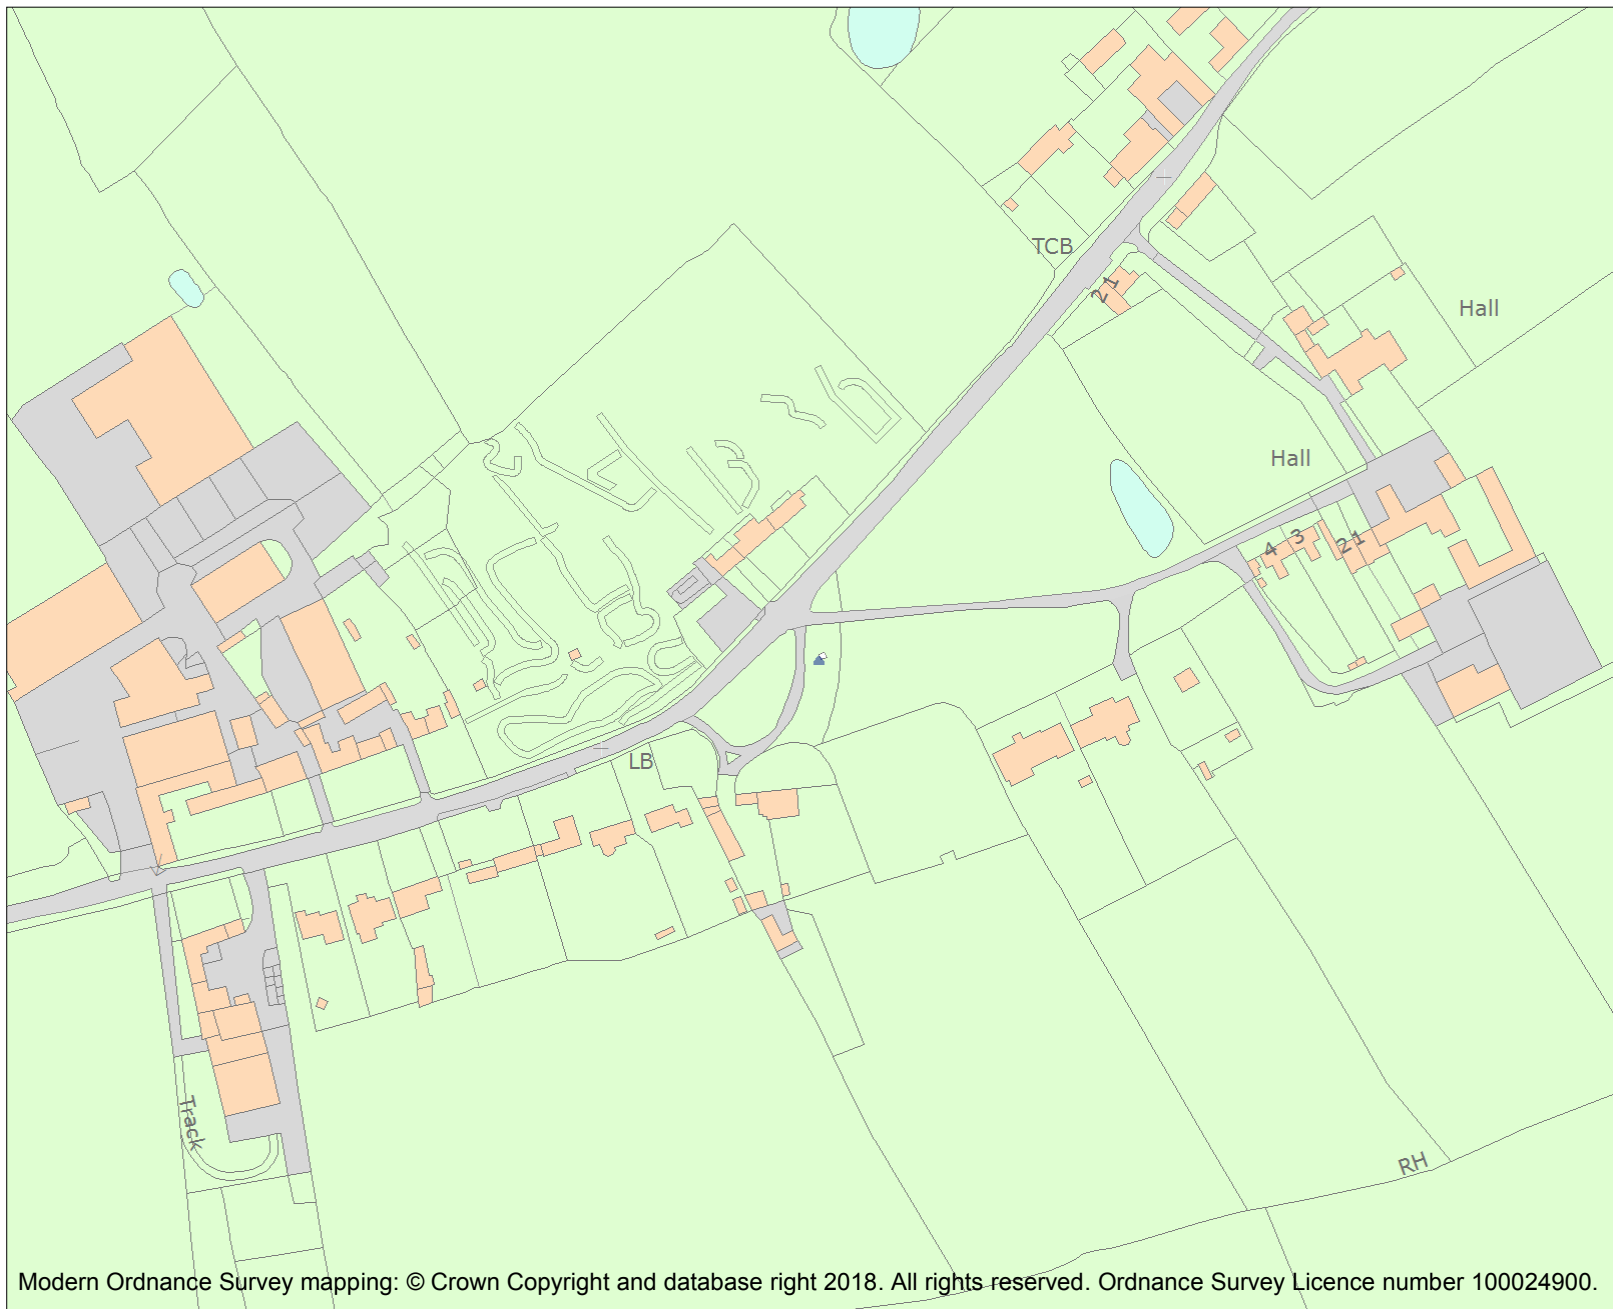 TCB
2 1
Hall
Hall
4
3
2 1
LB
Track
RH
Modern Ordnance Survey mapping: © Crown Copyright and database right 2018. All rights reserved. Ordnance Survey Licence number 100024900.